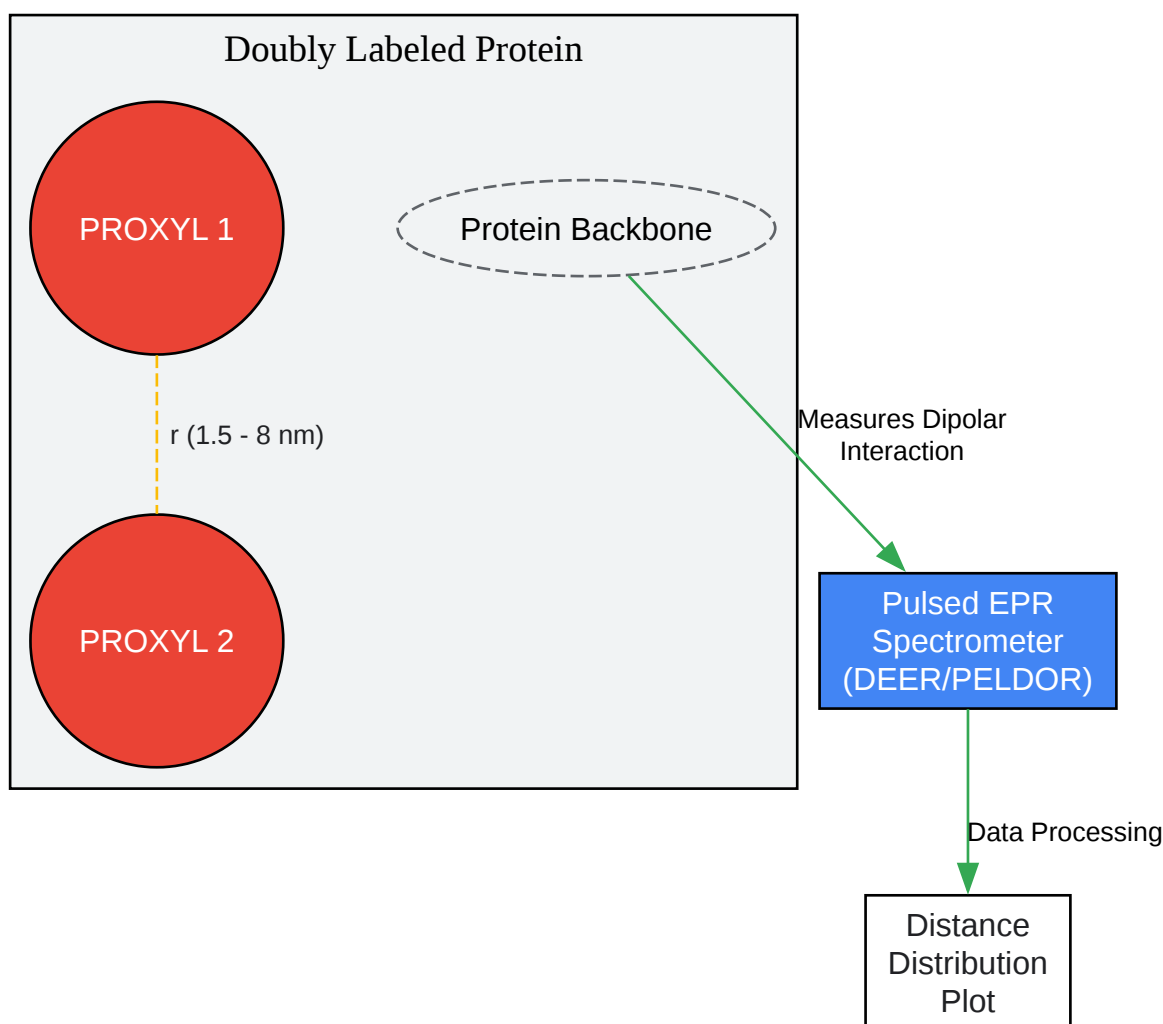 Doubly Labeled Protein
PROXYL 1
Protein Backbone
r (1.5 - 8 nm)
Measures Dipolar
Interaction
PROXYL 2
Pulsed EPR
Spectrometer
(DEER/PELDOR)
Data Processing
Distance
Distribution
Plot